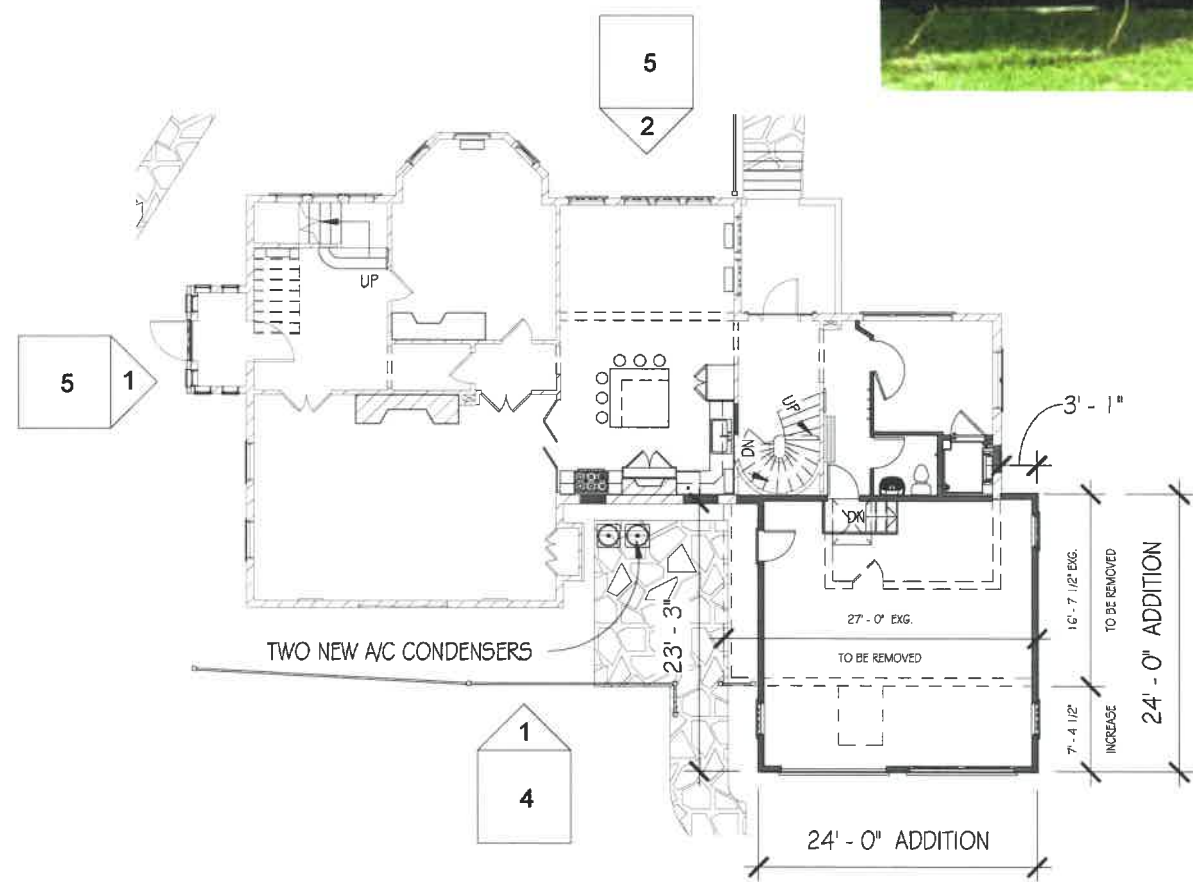 5
2
UP
5
1
3' - 1"
UP
DN
DN
16' - 7 1/2" EXG.
TO BE REMOVED
24' - 0" ADDITION
27' - 0" EXG.
TO BE REMOVED
23' - 3"
TWO NEW A/C CONDENSERS
7' - 4 1/2"
INCREASE
1
4
24' - 0" ADDITION